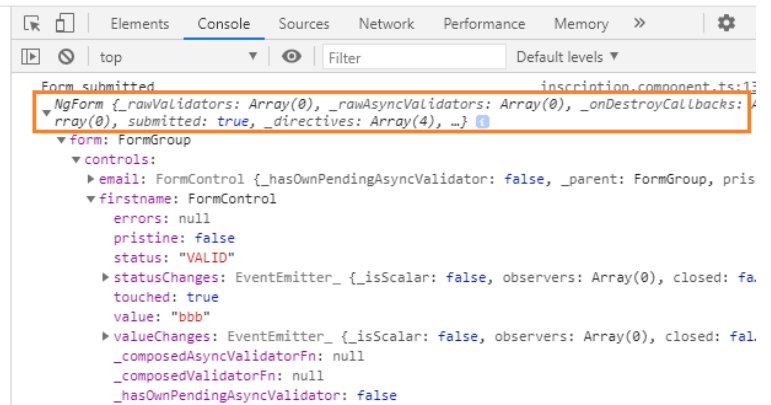 Elements Console Sources Network Performance Memory »
top Filter Default levels ▼
Form submitted inscription.component.ts:13
NgForm {_rawValidators: Array(0), _rawAsyncValidators: Array(0), _onDestroyCallbacks: A
rray(0), submitted: true, _directives: Array(4), …} i
▼form: FormGroup
▼controls:
▶email: FormControl {_hasOwnPendingAsyncValidator: false, _parent: FormGroup, pris
▼firstname: FormControl
errors: null
pristine: false
status: "VALID"
▶statusChanges: EventEmitter_ {_isScalar: false, observers: Array(0), closed: fa
touched: true
value: "bbb"
▶valueChanges: EventEmitter_ {_isScalar: false, observers: Array(0), closed: fal
_composedAsyncValidatorFn: null
_composedValidatorFn: null
_hasOwnPendingAsyncValidator: false